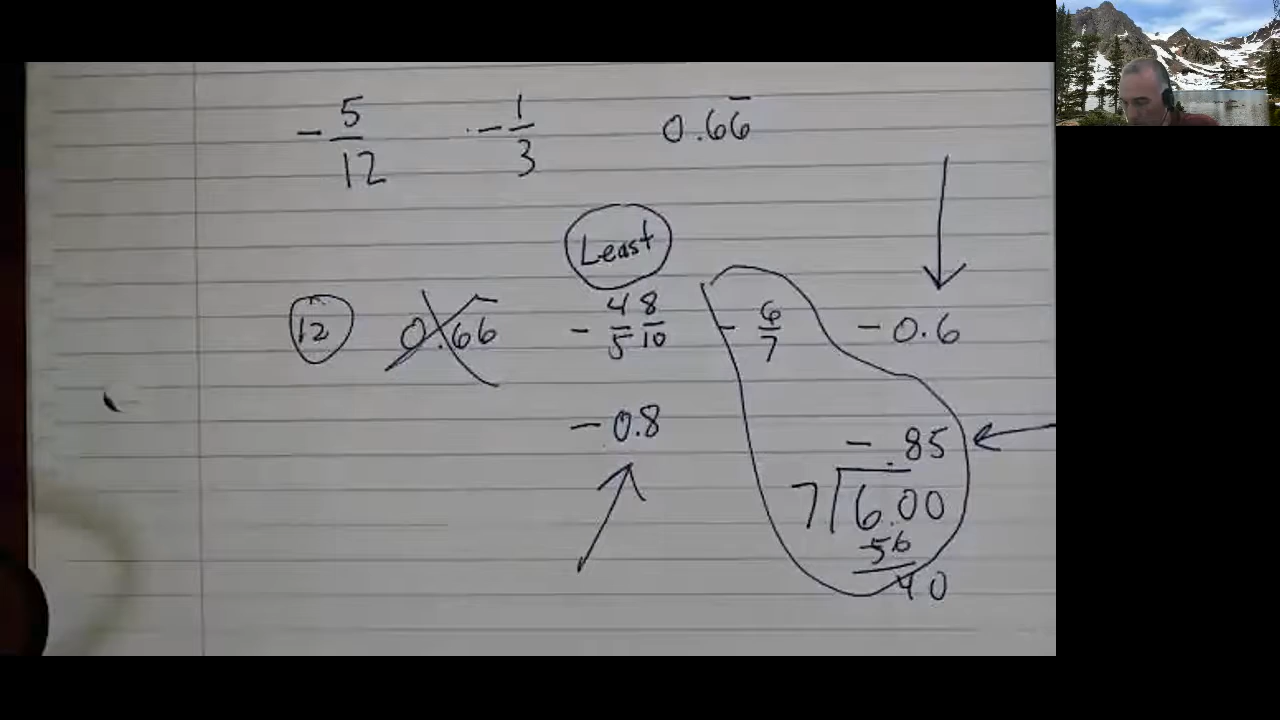 - 5/12 - 1/3 0.66̅
Least
12 0.66̅ - 4/5 8/10 - 6/7 -0.6
-0.8 - .85
7 6.00
56
40